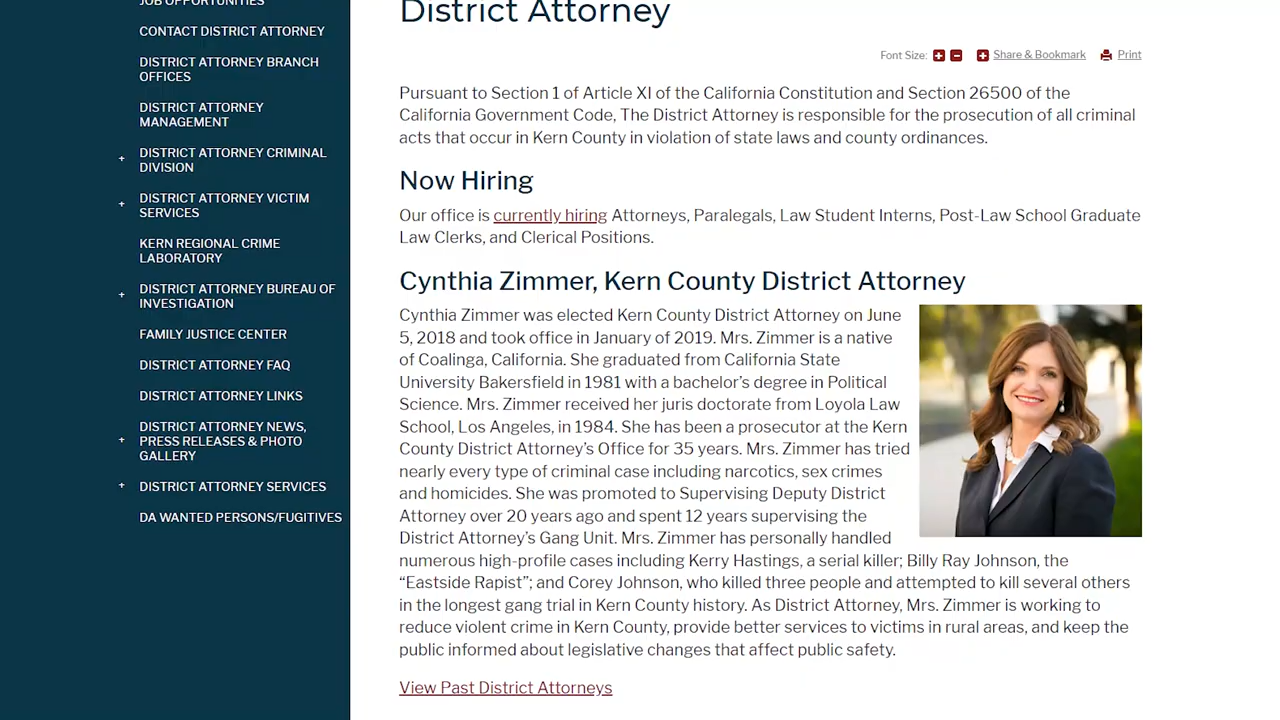 JOB OPPORTUNITIES
CONTACT DISTRICT ATTORNEY
DISTRICT ATTORNEY BRANCH
OFFICES
DISTRICT ATTORNEY
MANAGEMENT
+ DISTRICT ATTORNEY CRIMINAL
DIVISION
+ DISTRICT ATTORNEY VICTIM
SERVICES
KERN REGIONAL CRIME
LABORATORY
+ DISTRICT ATTORNEY BUREAU OF
INVESTIGATION
FAMILY JUSTICE CENTER
DISTRICT ATTORNEY FAQ
DISTRICT ATTORNEY LINKS
+ DISTRICT ATTORNEY NEWS,
PRESS RELEASES & PHOTO
GALLERY
+ DISTRICT ATTORNEY SERVICES
DA WANTED PERSONS/FUGITIVES
District Attorney
Font Size: + - + Share & Bookmark Print
Pursuant to Section 1 of Article XI of the California Constitution and Section 26500 of the
California Government Code, The District Attorney is responsible for the prosecution of all criminal
acts that occur in Kern County in violation of state laws and county ordinances.
Now Hiring
Our office is currently hiring Attorneys, Paralegals, Law Student Interns, Post-Law School Graduate
Law Clerks, and Clerical Positions.
Cynthia Zimmer, Kern County District Attorney
Cynthia Zimmer was elected Kern County District Attorney on June
5, 2018 and took office in January of 2019. Mrs. Zimmer is a native
of Coalinga, California. She graduated from California State
University Bakersfield in 1981 with a bachelor's degree in Political
Science. Mrs. Zimmer received her juris doctorate from Loyola Law
School, Los Angeles, in 1984. She has been a prosecutor at the Kern
County District Attorney's Office for 35 years. Mrs. Zimmer has tried
nearly every type of criminal case including narcotics, sex crimes
and homicides. She was promoted to Supervising Deputy District
Attorney over 20 years ago and spent 12 years supervising the
District Attorney's Gang Unit. Mrs. Zimmer has personally handled
numerous high-profile cases including Kerry Hastings, a serial killer; Billy Ray Johnson, the
“Eastside Rapist”; and Corey Johnson, who killed three people and attempted to kill several others
in the longest gang trial in Kern County history. As District Attorney, Mrs. Zimmer is working to
reduce violent crime in Kern County, provide better services to victims in rural areas, and keep the
public informed about legislative changes that affect public safety.
View Past District Attorneys